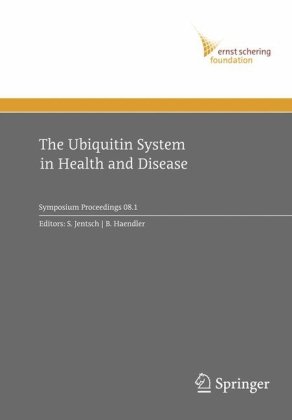 ernst schering
foundation
The Ubiquitin System
in Health and Disease
Symposium Proceedings 08.1
Editors: S. Jentsch | B. Haendler
Springer